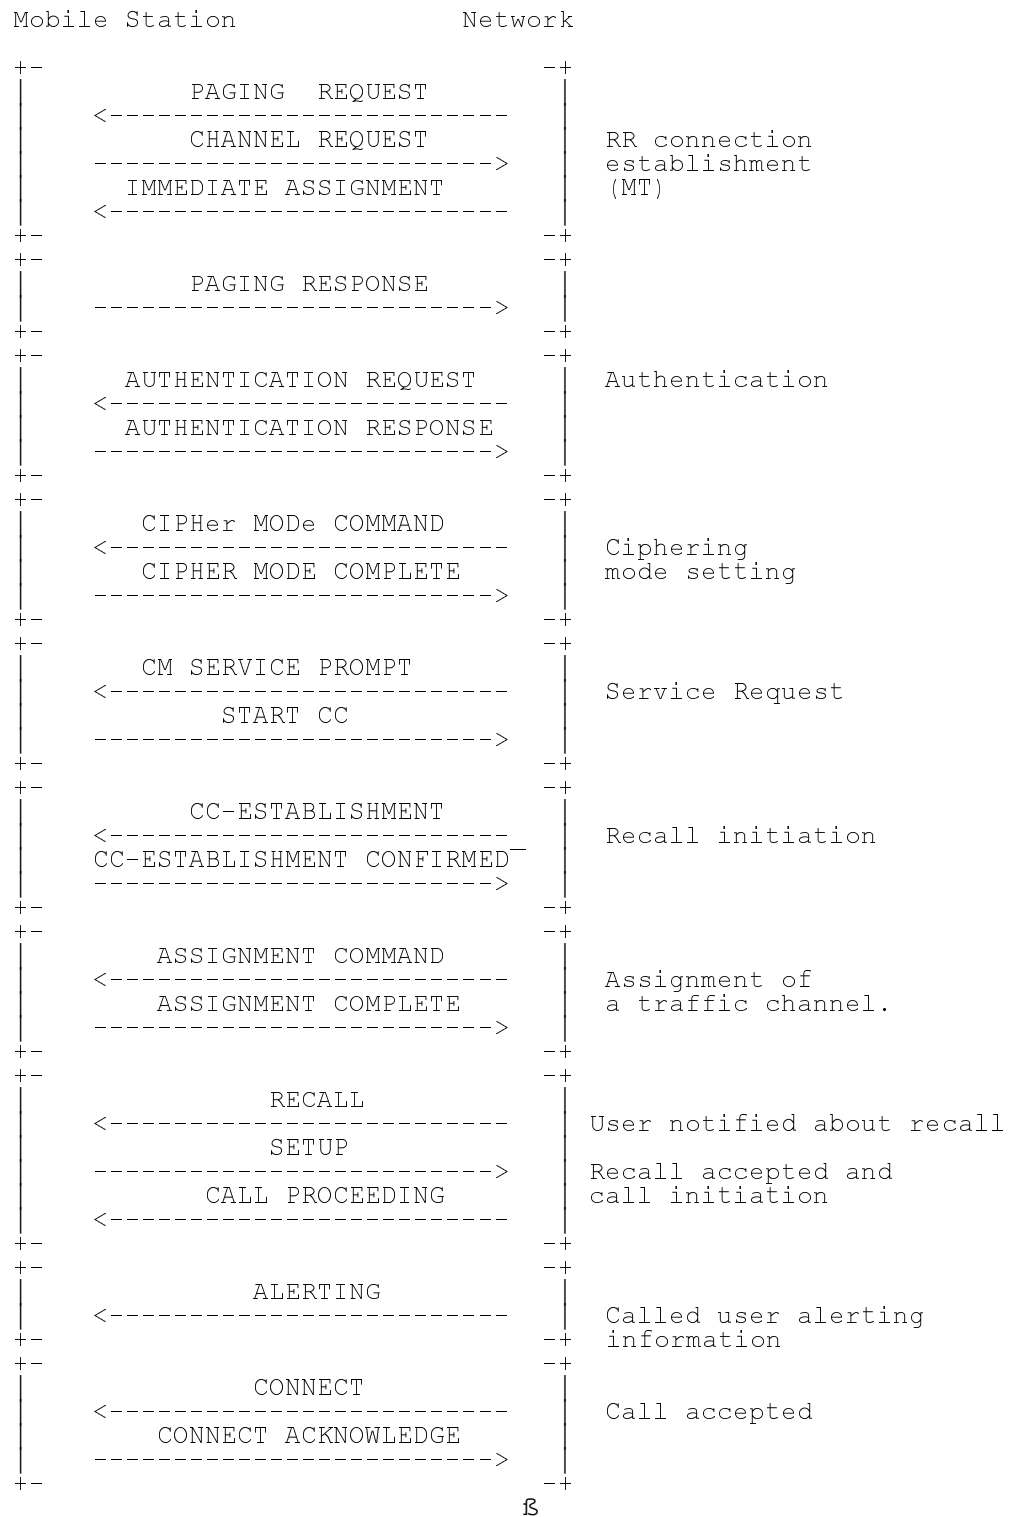 Mobile Station Network
+- -+
| PAGING REQUEST |
<-------------------------
| CHANNEL REQUEST | RR connection
-------------------------> establishment
| IMMEDIATE ASSIGNMENT | (MT)
<-------------------------
+- -+
+- -+
| PAGING RESPONSE |
------------------------->
+- -+
+- -+
| AUTHENTICATION REQUEST | Authentication
<-------------------------
| AUTHENTICATION RESPONSE |
------------------------->
+- -+
+- -+
| CIPHer MODe COMMAND |
<------------------------- Ciphering
| CIPHER MODE COMPLETE | mode setting
------------------------->
+- -+
+- -+
| CM SERVICE PROMPT |
<------------------------- Service Request
| START CC |
------------------------->
+- -+
+- -+
| CC-ESTABLISHMENT |
<------------------------- Recall initiation
| CC-ESTABLISHMENT CONFIRMED |
------------------------->
+- -+
+- -+
| ASSIGNMENT COMMAND |
<------------------------- Assignment of
| ASSIGNMENT COMPLETE | a traffic channel.
------------------------->
+- -+
+- -+
| RECALL |
<------------------------- User notified about recall
| SETUP |
-------------------------> Recall accepted and
| CALL PROCEEDING | call initiation
<-------------------------
+- -+
+- -+
| ALERTING |
<------------------------- Called user alerting
+- -+ information
+- -+
| CONNECT |
<------------------------- Call accepted
| CONNECT ACKNOWLEDGE |
------------------------->
+- -+
ß